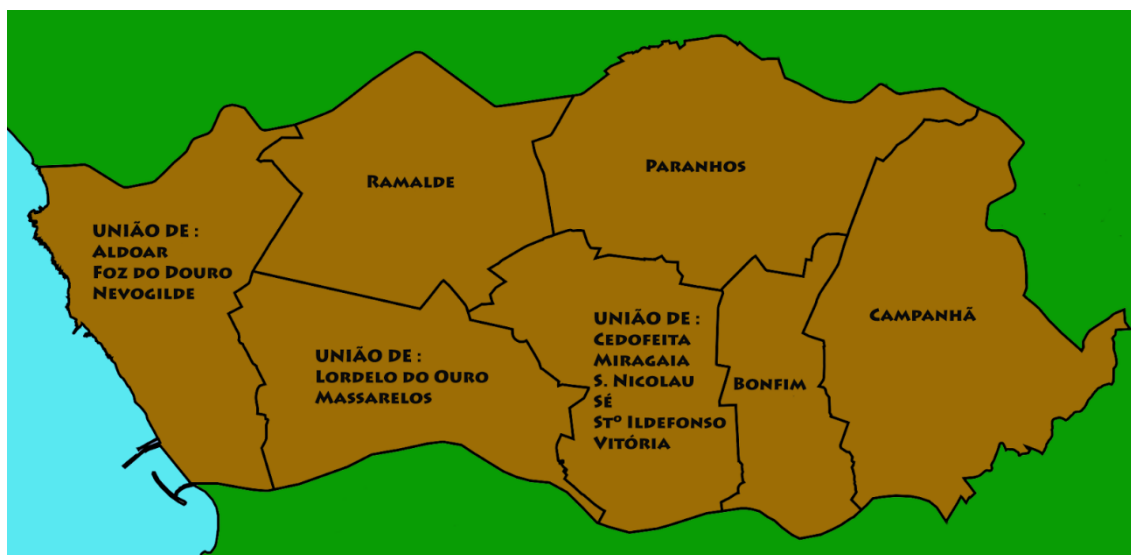 Ramalde
Paranhos
UNIÃO DE :
Aldoar
Foz do Douro
Nevogilde
UNIÃO DE :
Lordelo do Ouro
Massarelos
UNIÃO DE :
Cedofeita
Miragaia
S. Nicolau
Sé
Stº Ildefonso
Vitória
Bonfim
Campanhã